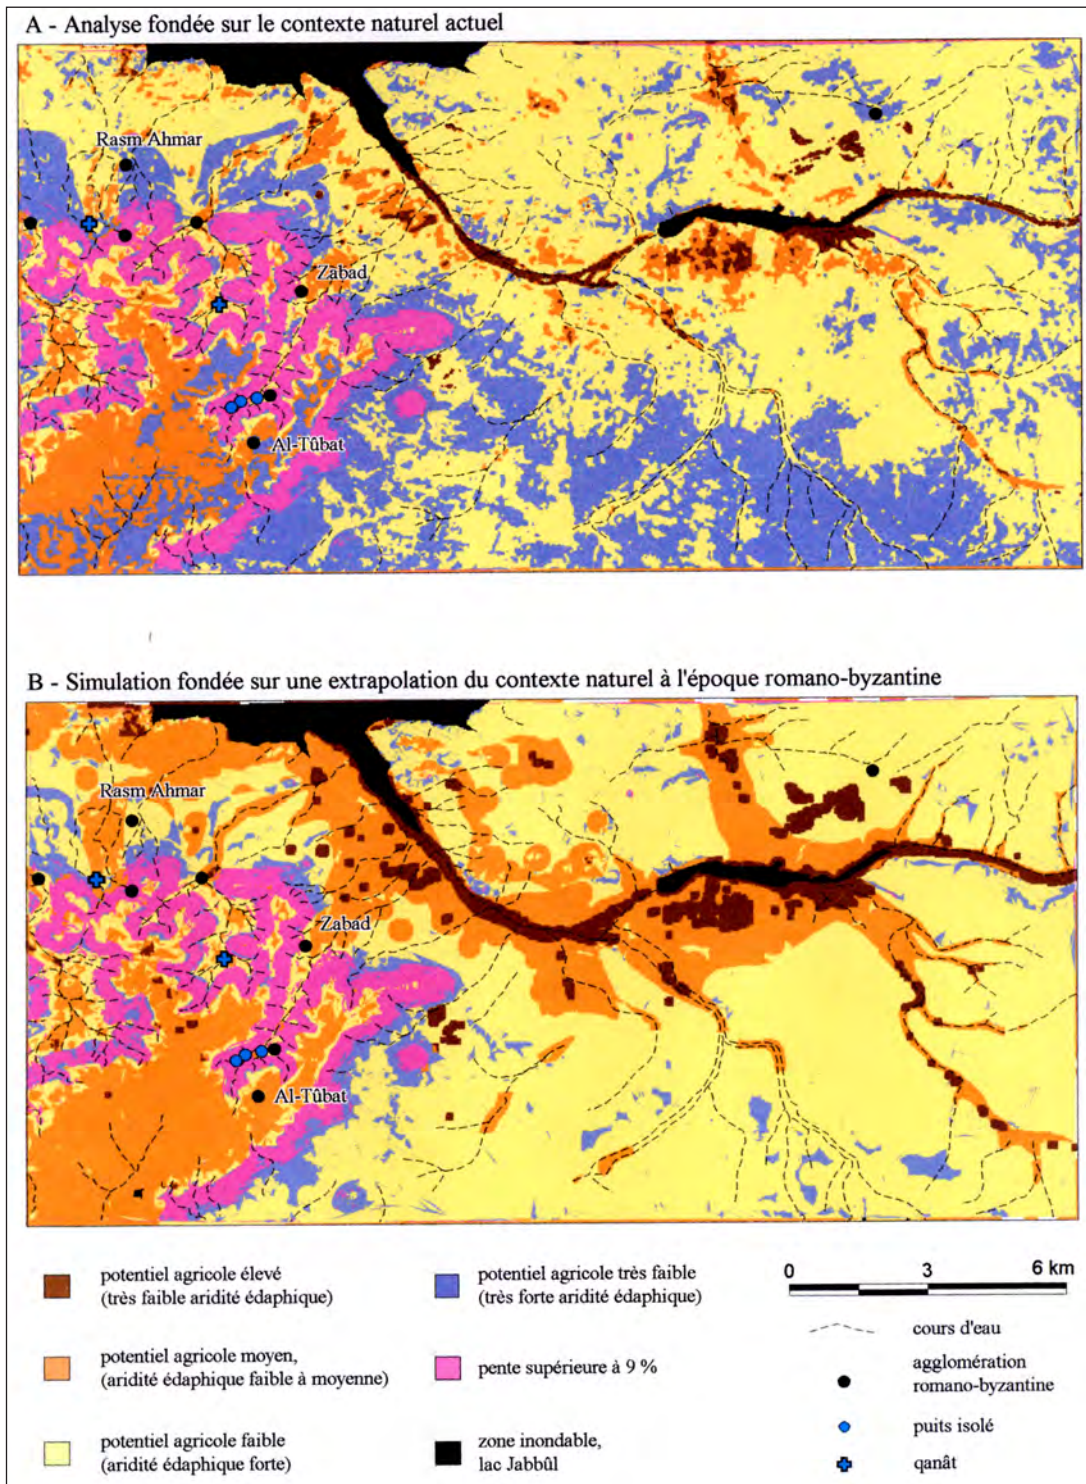 A - Analyse fondée sur le contexte naturel actuel
Rasm Ahmar
Zabad
Al-Tûbat
B - Simulation fondée sur une extrapolation du contexte naturel à l'époque romano-byzantine
Rasm Ahmar
Zabad
Al-Tûbat
potentiel agricole élevé
(très faible aridité édaphique)
potentiel agricole moyen,
(aridité édaphique faible à moyenne)
potentiel agricole faible
(aridité édaphique forte)
potentiel agricole très faible
(très forte aridité édaphique)
pente supérieure à 9 %
zone inondable,
lac Jabbûl
0 3 6 km
cours d'eau
agglomération
romano-byzantine
puits isolé
qanât